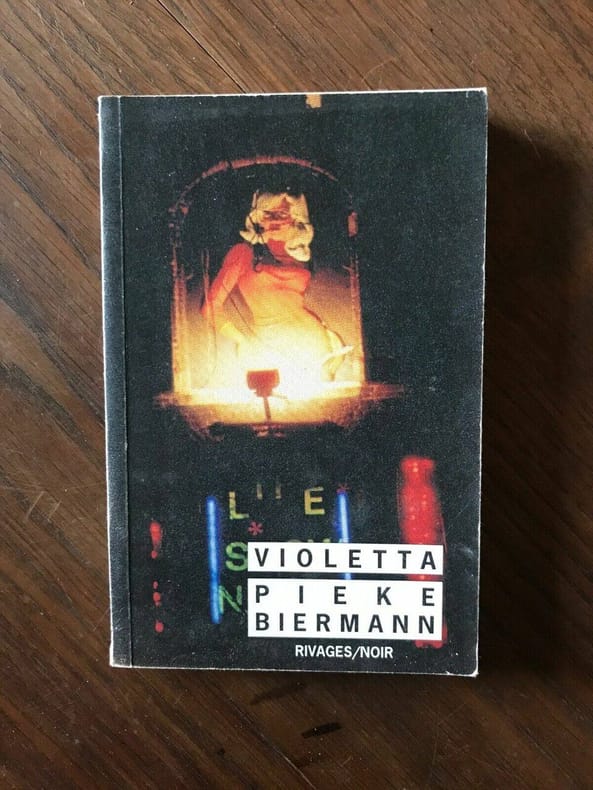 VIOLETTA
PIEKE
BIERMANN
RIVAGES/NOIR